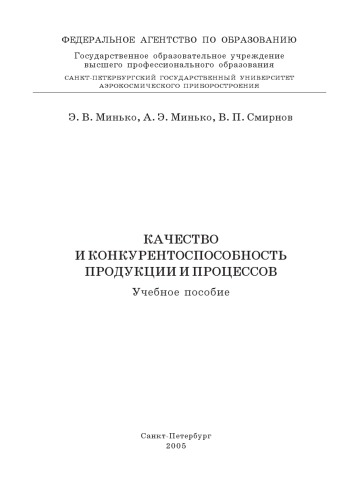 ФЕДЕРАЛЬНОЕ АГЕНТСТВО ПО ОБРАЗОВАНИЮ
Государственное образовательное учреждение
высшего профессионального образования
САНКТ-ПЕТЕРБУРГСКИЙ ГОСУДАРСТВЕННЫЙ УНИВЕРСИТЕТ
АЭРОКОСМИЧЕСКОГО ПРИБОРОСТРОЕНИЯ
Э. В. Минько, А. Э. Минько, В. П. Смирнов
КАЧЕСТВО
И КОНКУРЕНТОСПОСОБНОСТЬ
ПРОДУКЦИИ И ПРОЦЕССОВ
Учебное пособие
Санкт-Петербург
2005